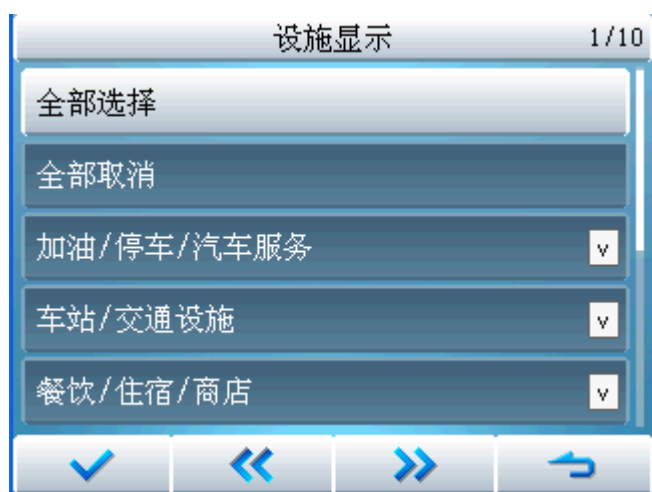 设施显示 1/10
全部选择
全部取消
加油/停车/汽车服务 v
车站/交通设施 v
餐饮/住宿/商店 v